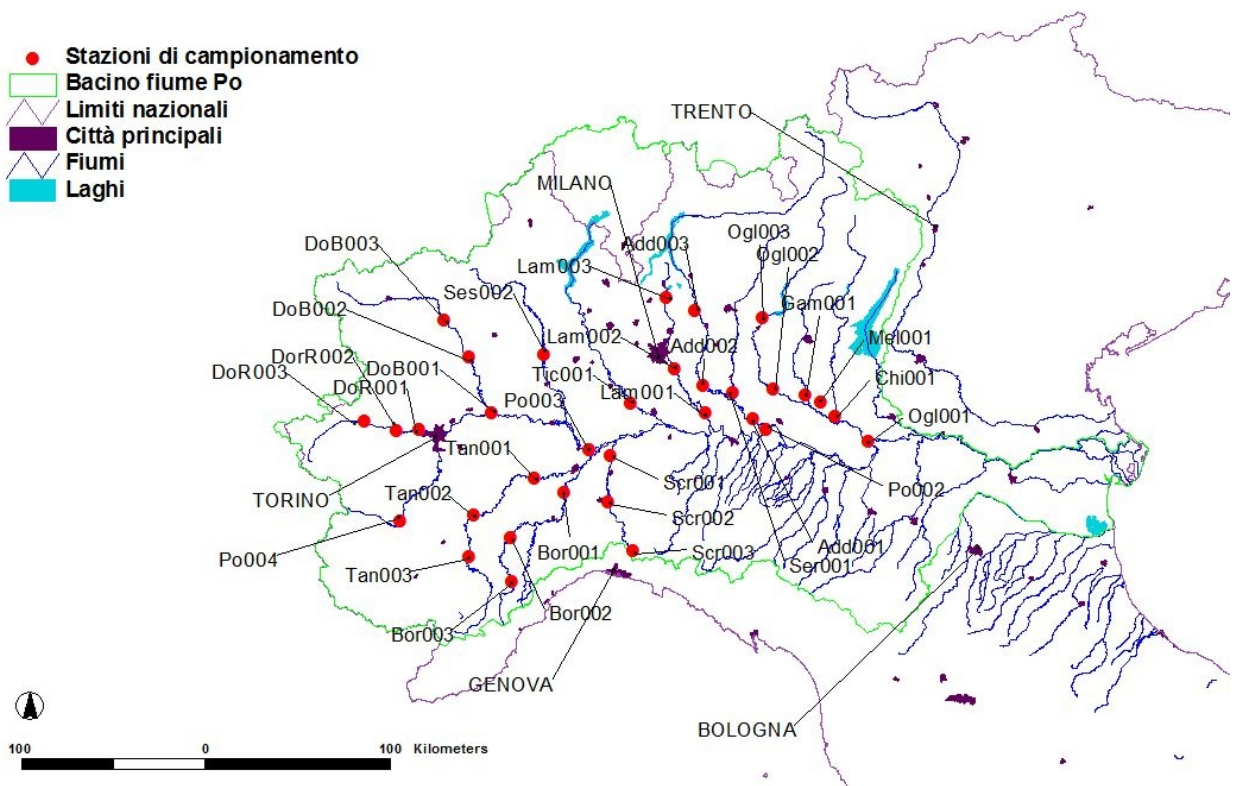 Stazioni di campionamento
Bacino fiume Po
Limiti nazionali
Città principali
Fiumi
Laghi
TRENTO
MILANO
DoB003
Add003
Ogl003
Ogl002
Lam003
Ses002
Gam001
DoB002
Lam002
Mel001
DorR002
Add002
DoR003
DoB001
Tic001
Chi001
DoR001
Po003
Lam001
Ogl001
Tan001
Scr001
Po002
TORINO
Tan002
Scr002
Po004
Bor001
Scr003
Add001
Tan003
Ser001
Bor003
Bor002
GENOVA
BOLOGNA
100 0 100 Kilometers